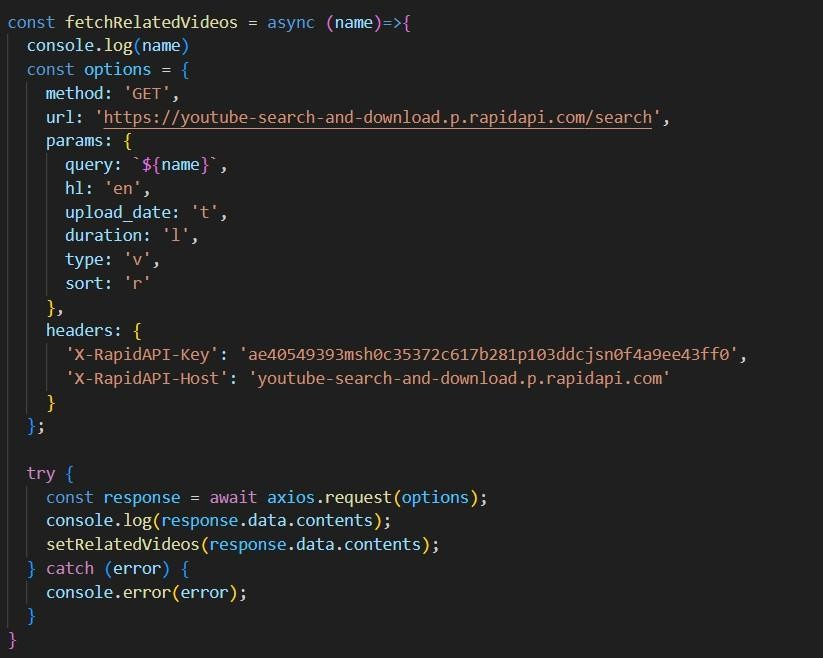 const fetchRelatedVideos = async (name)=>{
console.log(name)
const options = {
method: 'GET',
url: 'https://youtube-search-and-download.p.rapidapi.com/search',
params: {
query: `${name}`,
hl: 'en',
upload_date: 't',
duration: 'l',
type: 'v',
sort: 'r'
},
headers: {
'X-RapidAPI-Key': 'ae40549393msh0c35372c617b281p103ddcjsn0f4a9ee43ff0',
'X-RapidAPI-Host': 'youtube-search-and-download.p.rapidapi.com'
}
};
try {
const response = await axios.request(options);
console.log(response.data.contents);
setRelatedVideos(response.data.contents);
} catch (error) {
console.error(error);
}
}